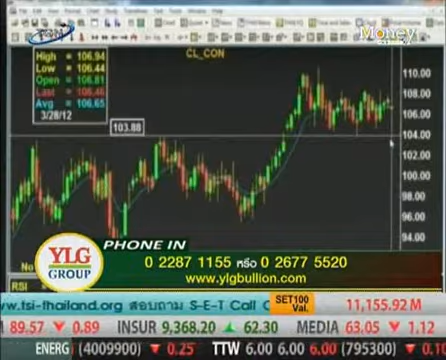 Money
CL_CON
High = 106.94
Low = 106.44
Open = 106.81
Last = 106.46
Avg = 106.65
3/28/12
103.88
110.00
108.00
106.00
104.00
102.00
100.00
98.00
96.00
94.00
No
RSI
YLG
GROUP
PHONE IN
0 2287 1155 หรือ 0 2677 5520
www.ylgbullion.com
www.tsi-thailand.org สอบถาม S-E-T Call C
SET100
Val.
11,155.92 M
89.57 ▼ 0.89 INSUR 9,368.20 ▲ 62.30 MEDIA 63.05 ▼ 1.12
ENERG (4009900) ▼ 0.25 TTW 6.00 6.00 6.00 (795300) ▼ 0.1